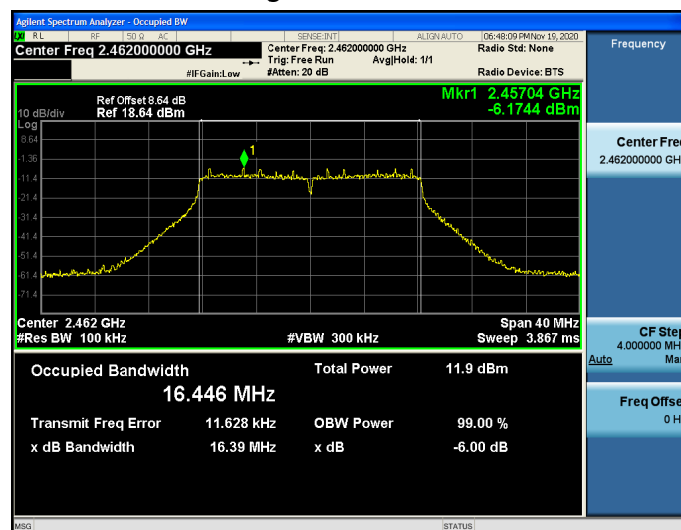 Agilent Spectrum Analyzer - Occupied BW
LXI RL RF 50 Ω AC SENSE:INT ALIGN AUTO 06:48:09 PM Nov 19, 2020
Center Freq 2.462000000 GHz Center Freq: 2.462000000 GHz Radio Std: None Frequency
Trig: Free Run Avg|Hold: 1/1
#IFGain:Low #Atten: 20 dB Radio Device: BTS
Mkr1 2.45704 GHz
-6.1744 dBm
Ref Offset 8.64 dB
10 dB/div Ref 18.64 dBm
Log
8.64
-1.36
-11.4
-21.4
-31.4
-41.4
-51.4
-61.4
-71.4
1
Center Fre
2.462000000 GH
Center 2.462 GHz Span 40 MHz
#Res BW 100 kHz #VBW 300 kHz Sweep 3.867 ms
CF Step
4.000000 MH
Auto Ma
Occupied Bandwidth Total Power 11.9 dBm
16.446 MHz
Transmit Freq Error 11.628 kHz OBW Power 99.00 %
x dB Bandwidth 16.39 MHz x dB -6.00 dB
Freq Offse
0 H
MSG STATUS